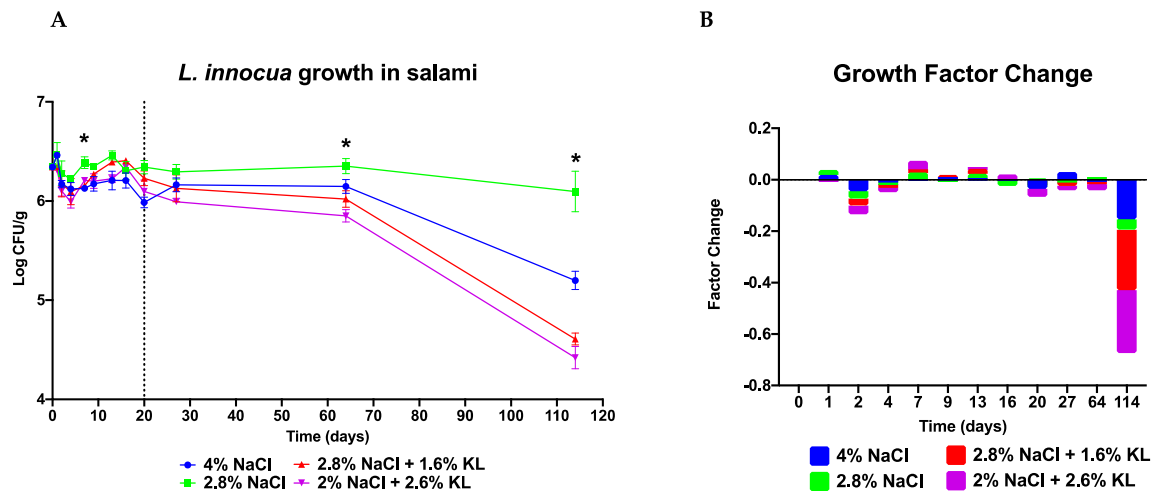 A
B
L. innocua growth in salami
Growth Factor Change
Log CFU/g
7
6
5
4
*
*
*
0 10 20 30 40 50 60 70 80 90 100 110 120
Time (days)
4% NaCl
2.8% NaCl + 1.6% KL
2.8% NaCl
2% NaCl + 2.6% KL
Factor Change
0.2
0.0
-0.2
-0.4
-0.6
-0.8
0 1 2 4 7 9 13 16 20 27 64 114
Time (days)
4% NaCl
2.8% NaCl + 1.6% KL
2.8% NaCl
2% NaCl + 2.6% KL